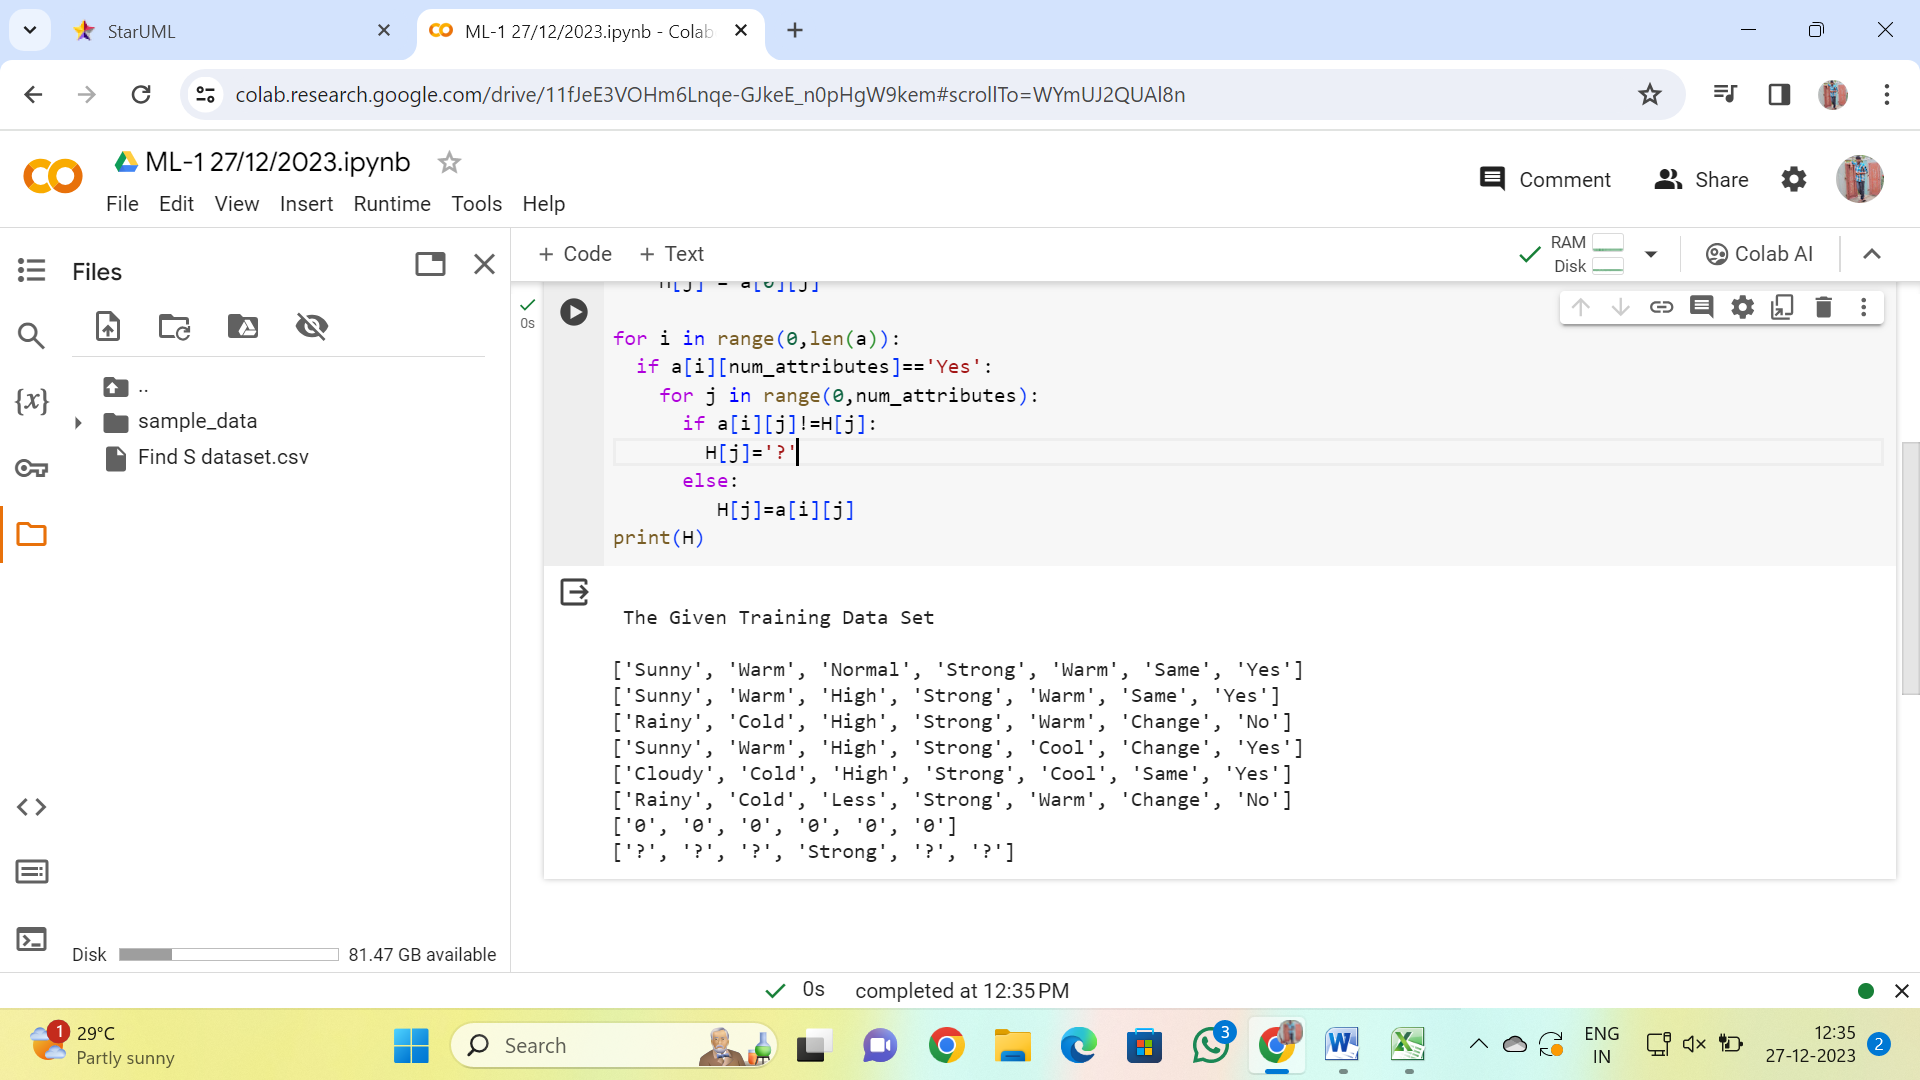 StarUML
ML-1 27/12/2023.ipynb - Colab
colab.research.google.com/drive/11fJeE3VOHm6Lnqe-GJkeE_n0pHgW9kem#scrollTo=WYmUJ2QUAl8n
ML-1 27/12/2023.ipynb
Comment
Share
File Edit View Insert Runtime Tools Help
Files
+ Code + Text
RAM
Disk
Colab AI
H[j] = a[0][j]
0s
for i in range(0,len(a)):
if a[i][num_attributes]=='Yes':
for j in range(0,num_attributes):
if a[i][j]!=H[j]:
H[j]='?'
else:
H[j]=a[i][j]
print(H)
..
sample_data
Find S dataset.csv
{x}
The Given Training Data Set
['Sunny', 'Warm', 'Normal', 'Strong', 'Warm', 'Same', 'Yes']
['Sunny', 'Warm', 'High', 'Strong', 'Warm', 'Same', 'Yes']
['Rainy', 'Cold', 'High', 'Strong', 'Warm', 'Change', 'No']
['Sunny', 'Warm', 'High', 'Strong', 'Cool', 'Change', 'Yes']
['Cloudy', 'Cold', 'High', 'Strong', 'Cool', 'Same', 'Yes']
['Rainy', 'Cold', 'Less', 'Strong', 'Warm', 'Change', 'No']
['0', '0', '0', '0', '0', '0']
['?', '?', '?', 'Strong', '?', '?']
Disk 81.47 GB available
0s completed at 12:35 PM
1
29°C
Partly sunny
Search
3
ENG
IN
12:35
27-12-2023
2